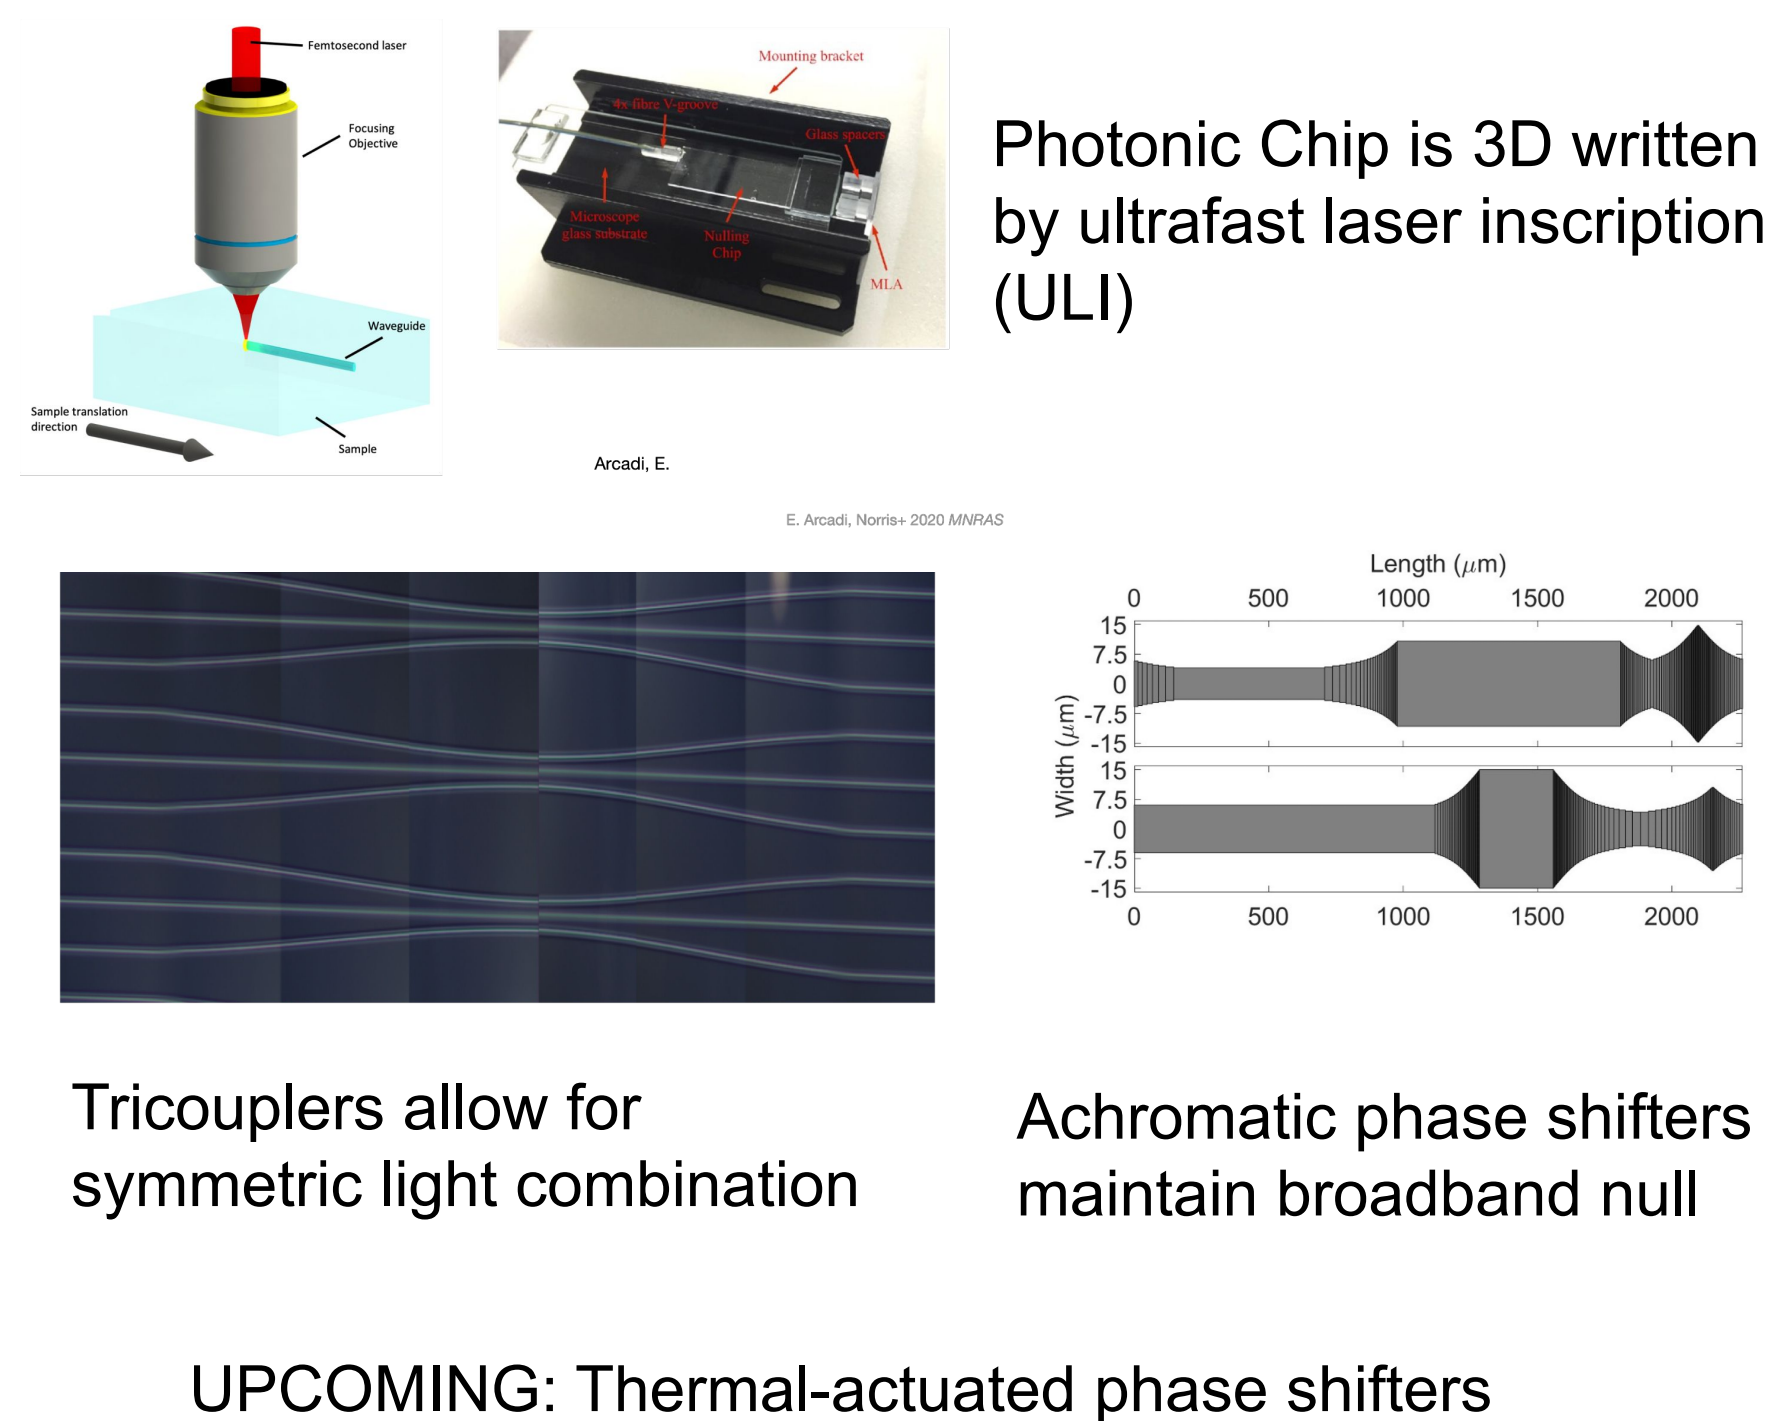 Femtosecond laser
Focusing
Objective
Waveguide
Sample translation
direction
Sample
Mounting bracket
4x fibre V-groove
Glass spacers
Microscope
glass substrate
Nulling
Chip
MLA
Photonic Chip is 3D written
by ultrafast laser inscription
(ULI)
Arcadi, E.
E. Arcadi, Norris+ 2020 MNRAS
Length (μm)
0 500 1000 1500 2000
15
7.5
0
-7.5
-15
Width (μm)
15
7.5
0
-7.5
-15
0 500 1000 1500 2000
Tricouplers allow for
symmetric light combination
Achromatic phase shifters
maintain broadband null
UPCOMING: Thermal-actuated phase shifters